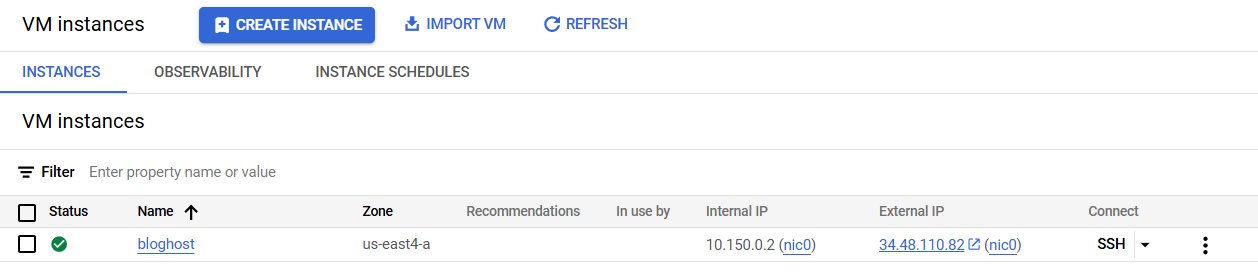 VM instances CREATE INSTANCE IMPORT VM REFRESH
INSTANCES OBSERVABILITY INSTANCE SCHEDULES
VM instances
Filter Enter property name or value
Status Name Zone Recommendations In use by Internal IP External IP Connect
bloghost us-east4-a 10.150.0.2 (nic0) 34.48.110.82 (nic0) SSH